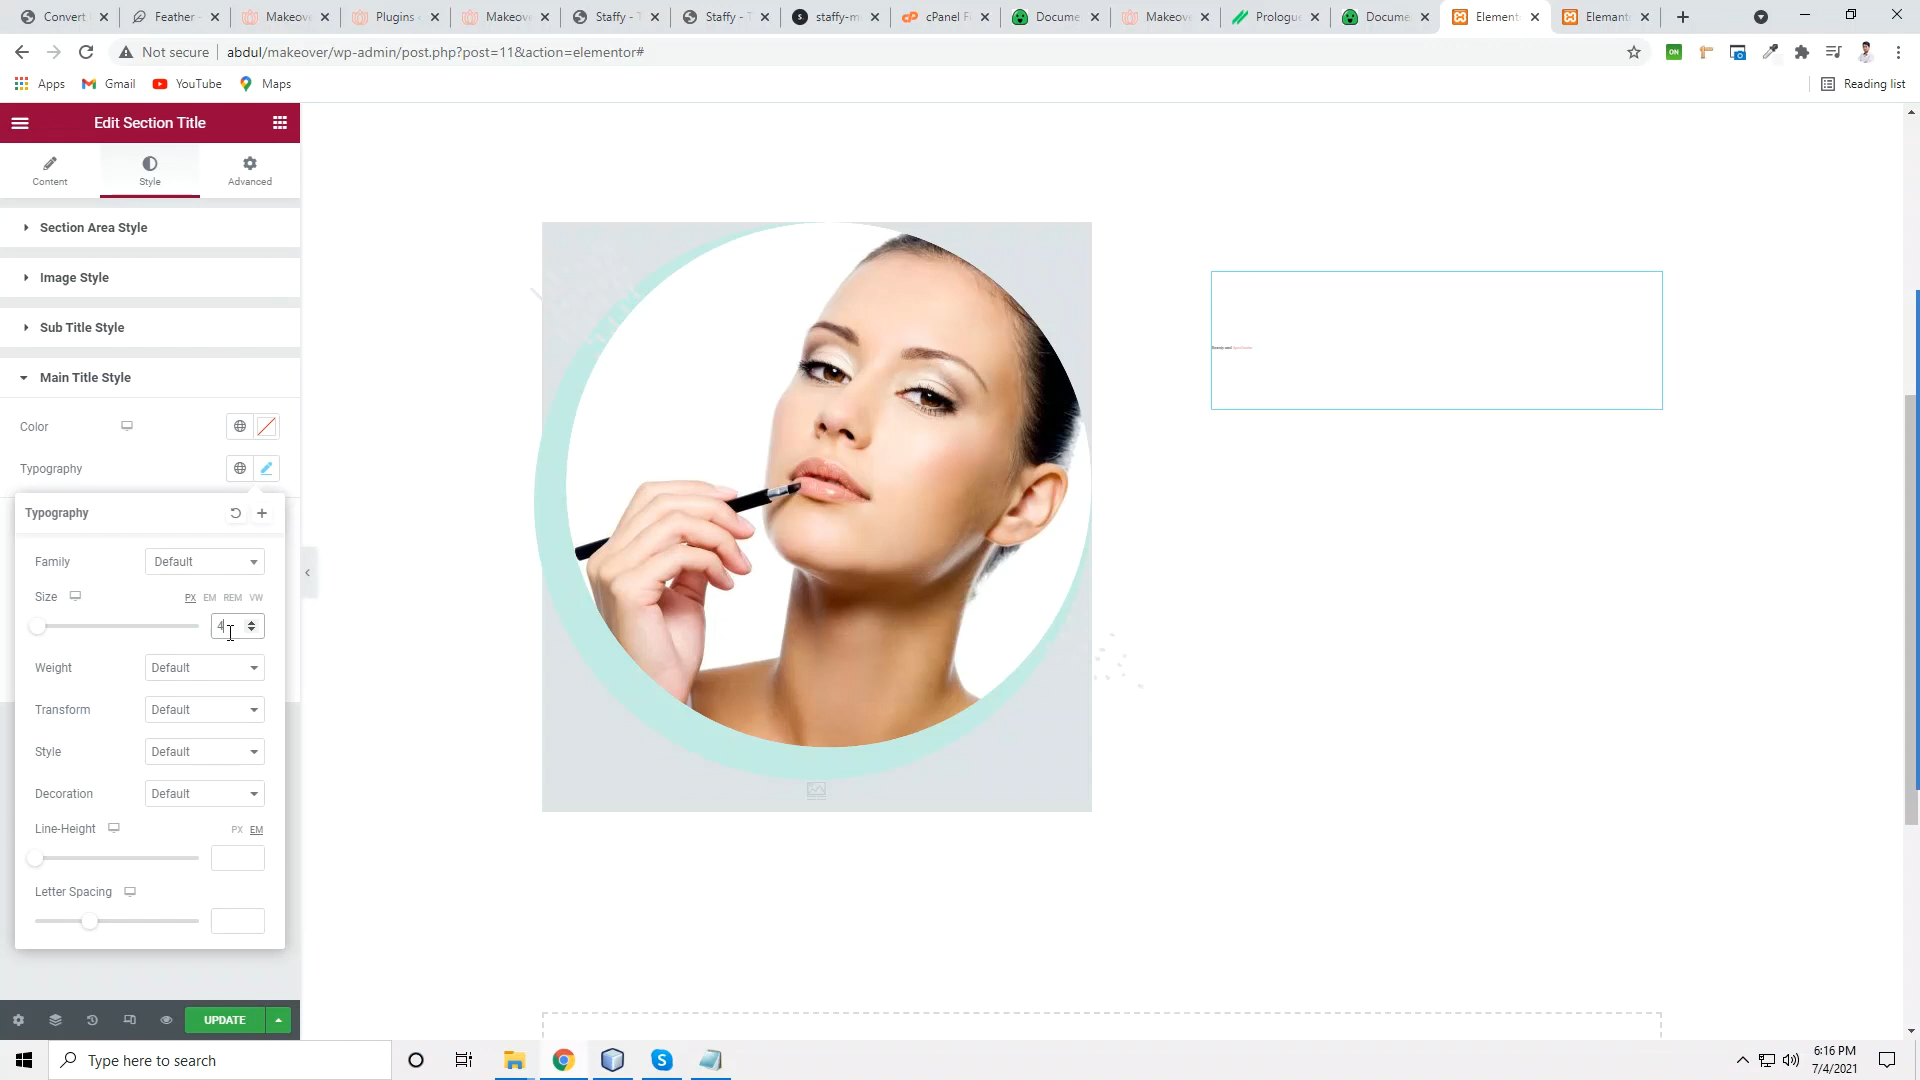 Convert
Feather -
Makeov
Plugins
Makeov
Staffy - T
Staffy - T
staffy-m
cPanel F
Docume
Makeov
Prologue
Docume
Element
Elemant
Not secure
abdul/makeover/wp-admin/post.php?post=11&action=elementor#
Apps
Gmail
YouTube
Maps
Reading list
Edit Section Title
Content
Style
Advanced
Section Area Style
Image Style
Sub Title Style
Main Title Style
Color
Typography
Typography
Family
Default
Size
PX EM REM VW
4
Weight
Default
Transform
Default
Style
Default
Decoration
Default
Line-Height
PX EM
Letter Spacing
UPDATE
Type here to search
6:16 PM
7/4/2021